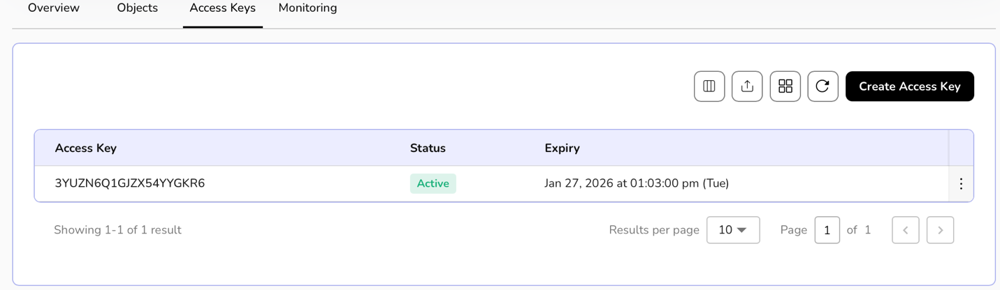 Overview Objects Access Keys Monitoring
Create Access Key
Access Key Status Expiry
3YUZN6Q1GJZX54YYGKR6 Active Jan 27, 2026 at 01:03:00 pm (Tue)
Showing 1-1 of 1 result Results per page 10 Page 1 of 1